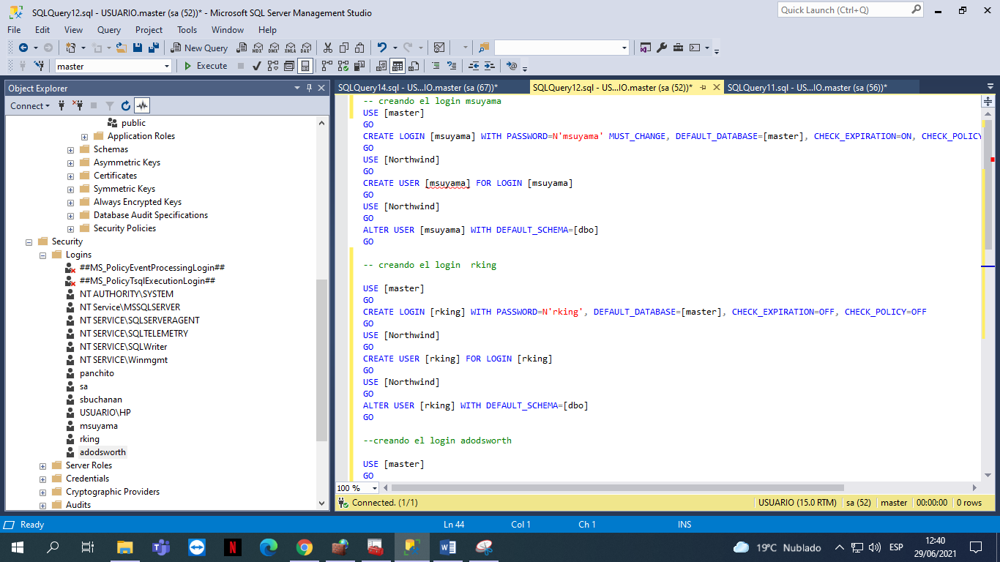 SQLQuery12.sql - USUARIO.master (sa (52))* - Microsoft SQL Server Management Studio
Quick Launch (Ctrl+Q)
File Edit View Query Project Tools Window Help
New Query
MDX DMX XMLA DAX
master
Execute
Object Explorer
Connect
public
Application Roles
Schemas
Asymmetric Keys
Certificates
Symmetric Keys
Always Encrypted Keys
Database Audit Specifications
Security Policies
Security
Logins
##MS_PolicyEventProcessingLogin##
##MS_PolicyTsqlExecutionLogin##
NT AUTHORITY\SYSTEM
NT Service\MSSQLSERVER
NT SERVICE\SQLSERVERAGENT
NT SERVICE\SQLTELEMETRY
NT SERVICE\SQLWriter
NT SERVICE\Winmgmt
panchito
sa
sbuchanan
USUARIO\HP
msuyama
rking
adodsworth
Server Roles
Credentials
Cryptographic Providers
Audits
SQLQuery14.sql - US...IO.master (sa (67))*
SQLQuery12.sql - US...IO.master (sa (52))*
SQLQuery11.sql - US...IO.master (sa (56))*
-- creando el login msuyama
USE [master]
GO
CREATE LOGIN [msuyama] WITH PASSWORD=N'msuyama' MUST_CHANGE, DEFAULT_DATABASE=[master], CHECK_EXPIRATION=ON, CHECK_POLICY
GO
USE [Northwind]
GO
CREATE USER [msuyama] FOR LOGIN [msuyama]
GO
USE [Northwind]
GO
ALTER USER [msuyama] WITH DEFAULT_SCHEMA=[dbo]
GO
-- creando el login  rking
USE [master]
GO
CREATE LOGIN [rking] WITH PASSWORD=N'rking', DEFAULT_DATABASE=[master], CHECK_EXPIRATION=OFF, CHECK_POLICY=OFF
GO
USE [Northwind]
GO
CREATE USER [rking] FOR LOGIN [rking]
GO
USE [Northwind]
GO
ALTER USER [rking] WITH DEFAULT_SCHEMA=[dbo]
GO
--creando el login adodsworth
USE [master]
GO
100 %
Connected. (1/1)
USUARIO (15.0 RTM) sa (52) master 00:00:00 0 rows
Ready
Ln 44 Col 1 Ch 1 INS
19°C Nublado
ESP
12:40
29/06/2021